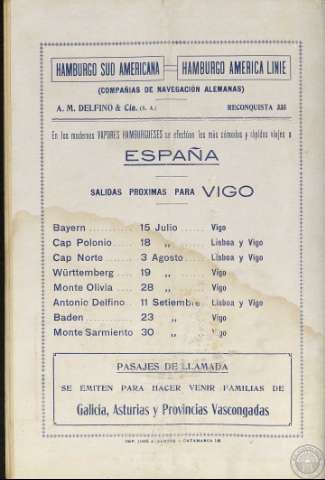 HAMBURGO SUD AMERICANA — HAMBURGO AMERICA LINIE
(COMPAÑIAS DE NAVEGACIÓN ALEMANAS)
A. M. DELFINO & Cía. (S. A.) RECONQUISTA
En los modernos VAPORES HAMBURGUESES se efectúan los más cómodos y rápidos viajes a
ESPAÑA
SALIDAS PROXIMAS PARA VIGO
Bayern ...... 15 Julio ...... Vigo
Cap Polonio ...... 18 „ ...... Lisboa y Vigo
Cap Norte ...... 3 Agosto ...... Lisboa y Vigo
Württemberg ...... 19 „ ...... Vigo
Monte Olivia ...... 28 „ ...... Vigo
Antonio Delfino .. 11 Setiembre. Lisboa y Vigo
Baden ...... 23 „ ...... Vigo
Monte Sarmiento 30 „ ...... Vigo
PASAJES DE LLAMADA
SE EMITEN PARA HACER VENIR FAMILIAS DE
Galicia, Asturias y Provincias Vascongadas